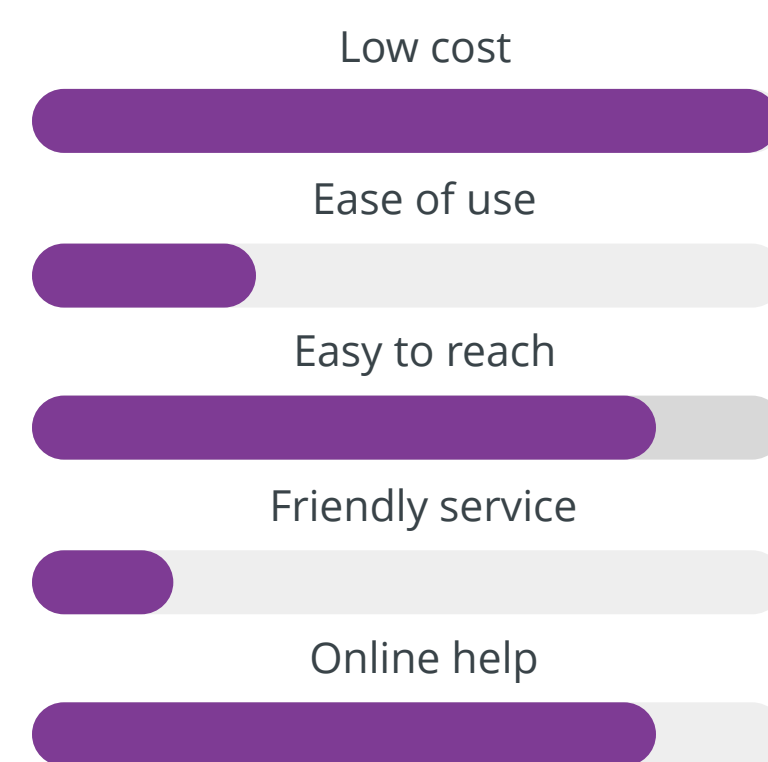 Low cost
Ease of use
Easy to reach
Friendly service
Online help